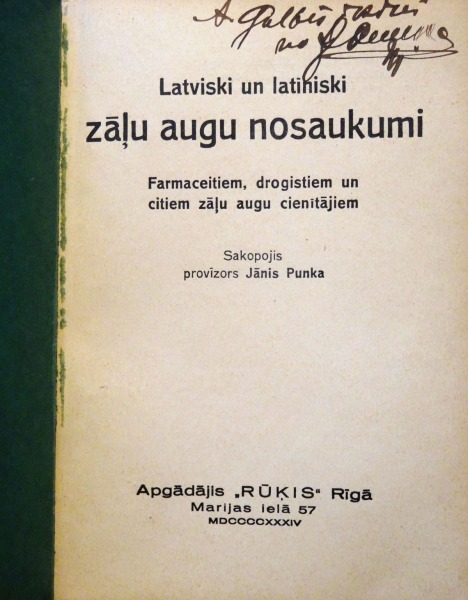 Latviski un latīniski
zāļu augu nosaukumi
Farmaceitiem, drogistiem un
citiem zāļu augu cienītājiem
Sakopojis
provizors Jānis Punka
Apgādājis „RŪĶIS“ Rīgā
Marijas ielā 57
MDCCCCXXXIV